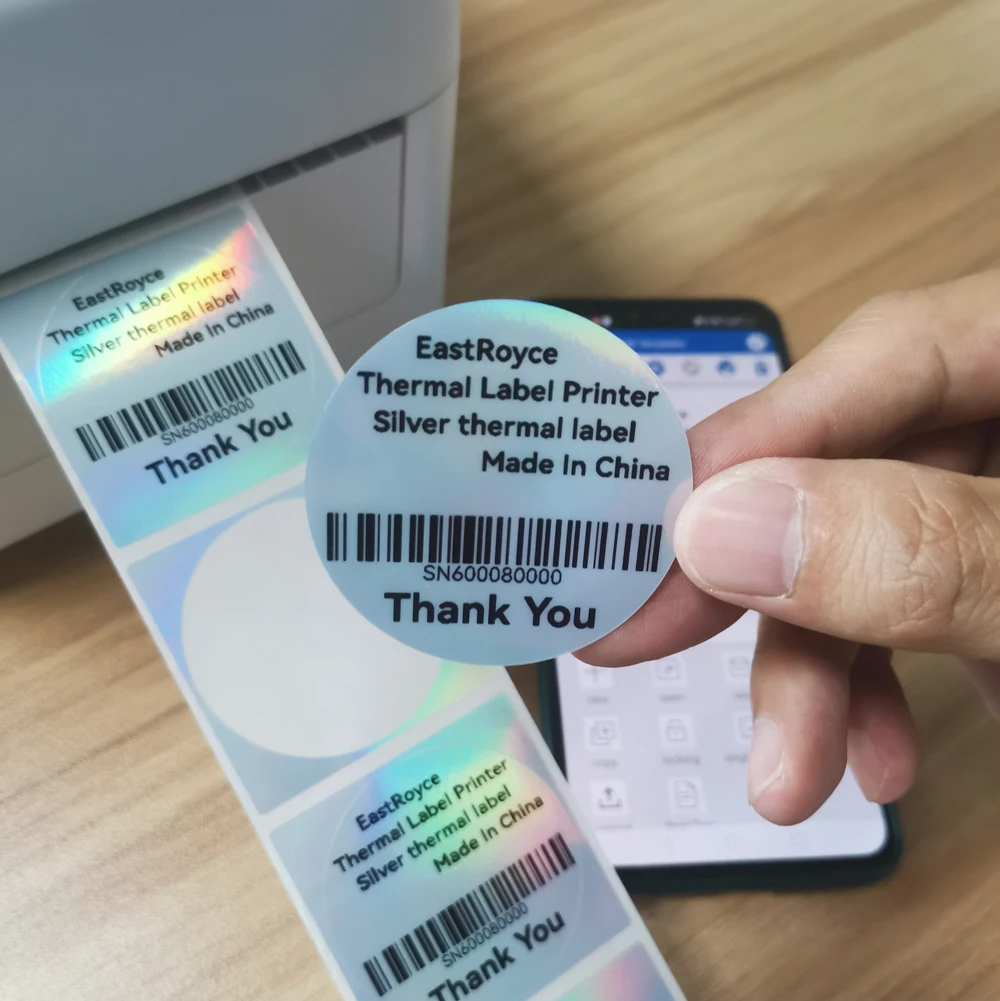 EastRoyce
Thermal Label Printer
Silver thermal label
Made In China
SN600080000
Thank You
EastRoyce
Thermal Label Printer
Silver thermal label
Made In China
SN600080000
Thank You
EastRoyce
Thermal Label Printer
Silver thermal label
Made In China
SN600080000
Thank You